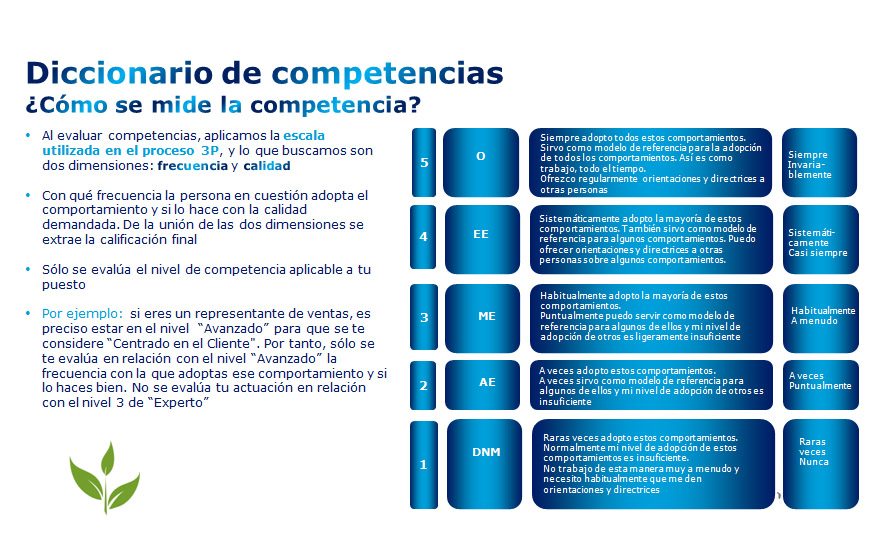 Diccionario de competencias
¿Cómo se mide la competencia?
• Al evaluar competencias, aplicamos la escala
utilizada en el proceso 3P, y lo que buscamos son
dos dimensiones: frecuencia y calidad
• Con qué frecuencia la persona en cuestión adopta el
comportamiento y si lo hace con la calidad
demandada. De la unión de las dos dimensiones se
extrae la calificación final
• Sólo se evalúa el nivel de competencia aplicable a tu
puesto
• Por ejemplo: si eres un representante de ventas, es
preciso estar en el nivel “Avanzado” para que se te
considere “Centrado en el Cliente". Por tanto, sólo se
te evalúa en relación con el nivel “Avanzado” la
frecuencia con la que adoptas ese comportamiento y si
lo haces bien. No se evalúa tu actuación en relación
con el nivel 3 de “Experto”
5
O
Siempre adopto todos estos comportamientos.
Sirvo como modelo de referencia para la adopción
de todos los comportamientos. Así es como
trabajo, todo el tiempo.
Ofrezco regularmente orientaciones y directrices a
otras personas
Siempre
Invaria-
blemente
4
EE
Sistemáticamente adopto la mayoría de estos
comportamientos. También sirvo como modelo de
referencia para algunos comportamientos. Puedo
ofrecer orientaciones y directrices a otras
personas sobre algunos comportamientos.
Sistemáti-
camente
Casi siempre
3
ME
Habitualmente adopto la mayoría de estos
comportamientos.
Puntualmente puedo servir como modelo de
referencia para algunos de ellos y mi nivel de
adopción de otros es ligeramente insuficiente
Habitualmente
A menudo
2
AE
A veces adopto estos comportamientos.
A veces sirvo como modelo de referencia para
algunos de ellos y mi nivel de adopción de otros es
insuficiente
A veces
Puntualmente
1
DNM
Raras veces adopto estos comportamientos.
Normalmente mi nivel de adopción de estos
comportamientos es insuficiente.
No trabajo de esta manera muy a menudo y
necesito habitualmente que me den
orientaciones y directrices
Raras
veces
Nunca